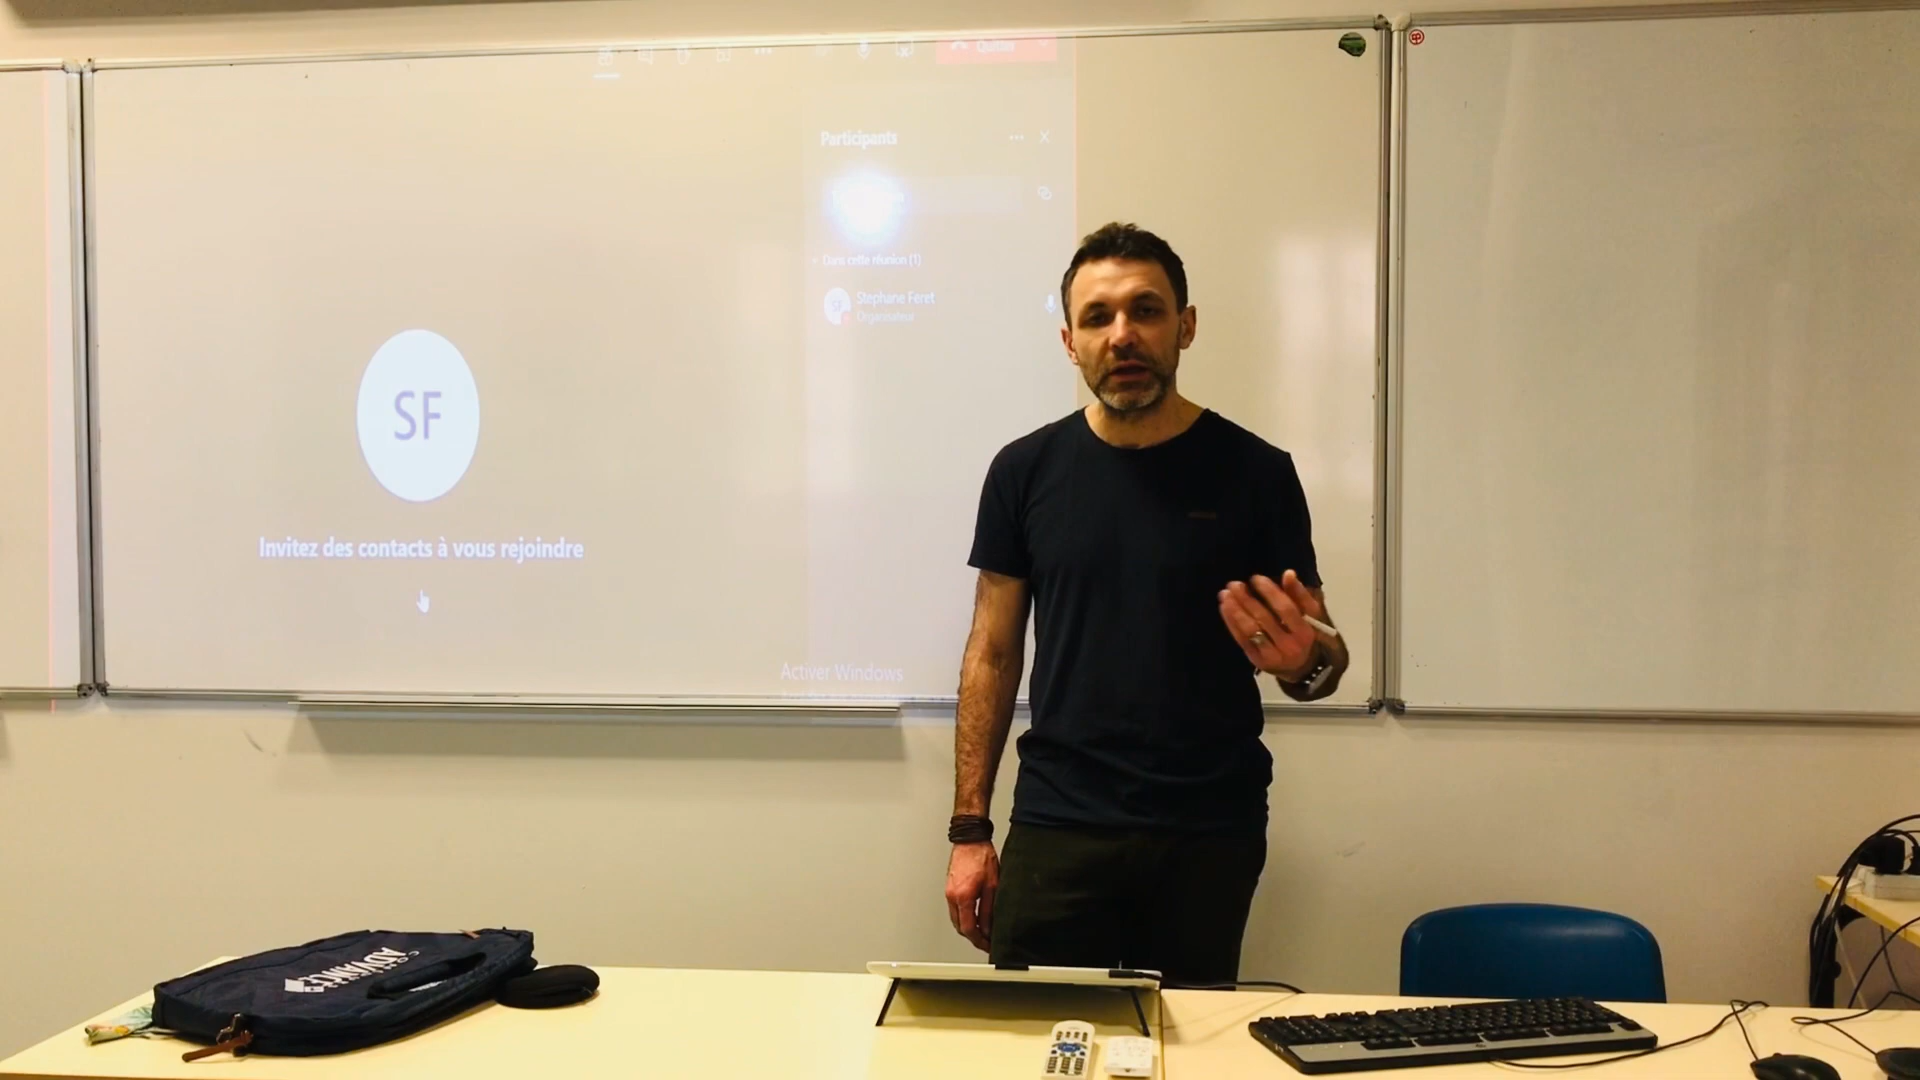 Quitter
Participants
Dans cette réunion (1)
Stephane Feret
Organisateur
SF
Invitez des contacts à vous rejoindre
Activer Windows
ADVANCE